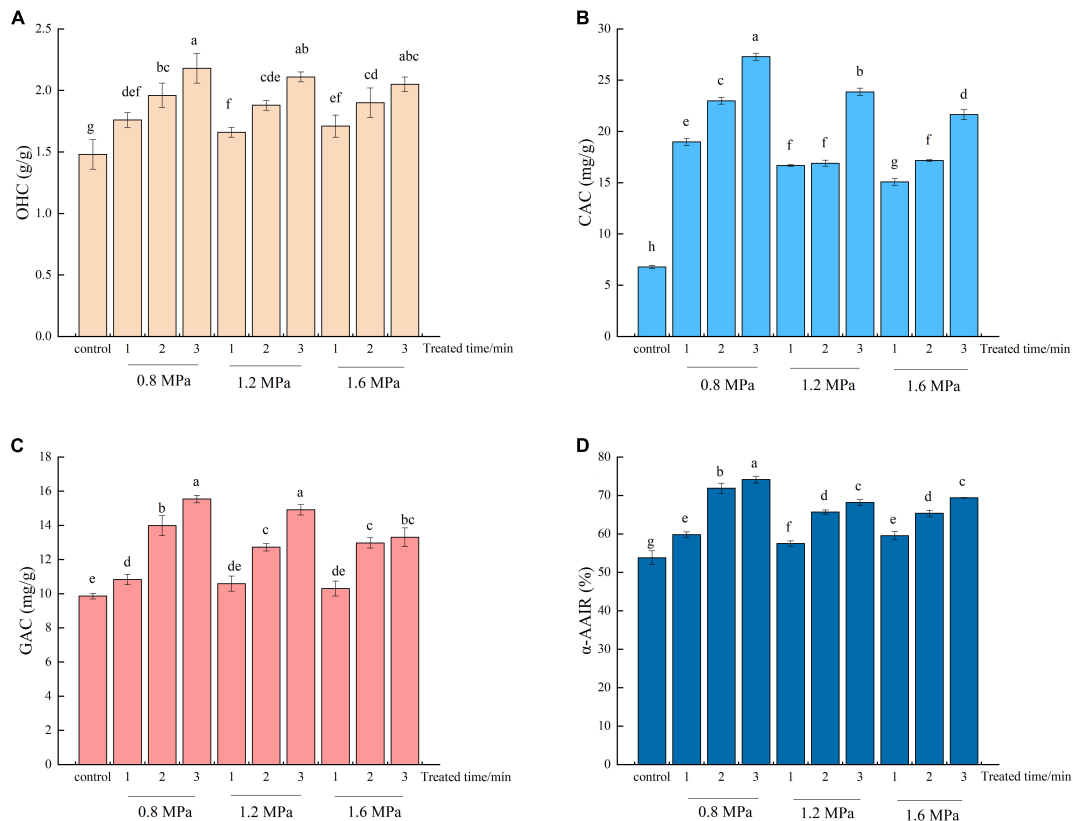 A
OHC (g/g)
2.5
2.0
1.5
1.0
0.5
0.0
g
def
bc
a
f
cde
ab
ef
cd
abc
control 1 2 3 1 2 3 1 2 3 Treated time/min
0.8 MPa 1.2 MPa 1.6 MPa
B
CAC (mg/g)
30
25
20
15
10
5
0
h
e
c
a
f
f
b
g
f
d
control 1 2 3 1 2 3 1 2 3 Treated time/min
0.8 MPa 1.2 MPa 1.6 MPa
C
GAC (mg/g)
18
16
14
12
10
8
6
4
2
0
e
d
b
a
de
c
a
de
c
bc
control 1 2 3 1 2 3 1 2 3 Treated time/min
0.8 MPa 1.2 MPa 1.6 MPa
D
α-AAIR (%)
80
70
60
50
40
30
20
10
0
g
e
b
a
f
d
c
e
d
c
control 1 2 3 1 2 3 1 2 3 Treated time/min
0.8 MPa 1.2 MPa 1.6 MPa